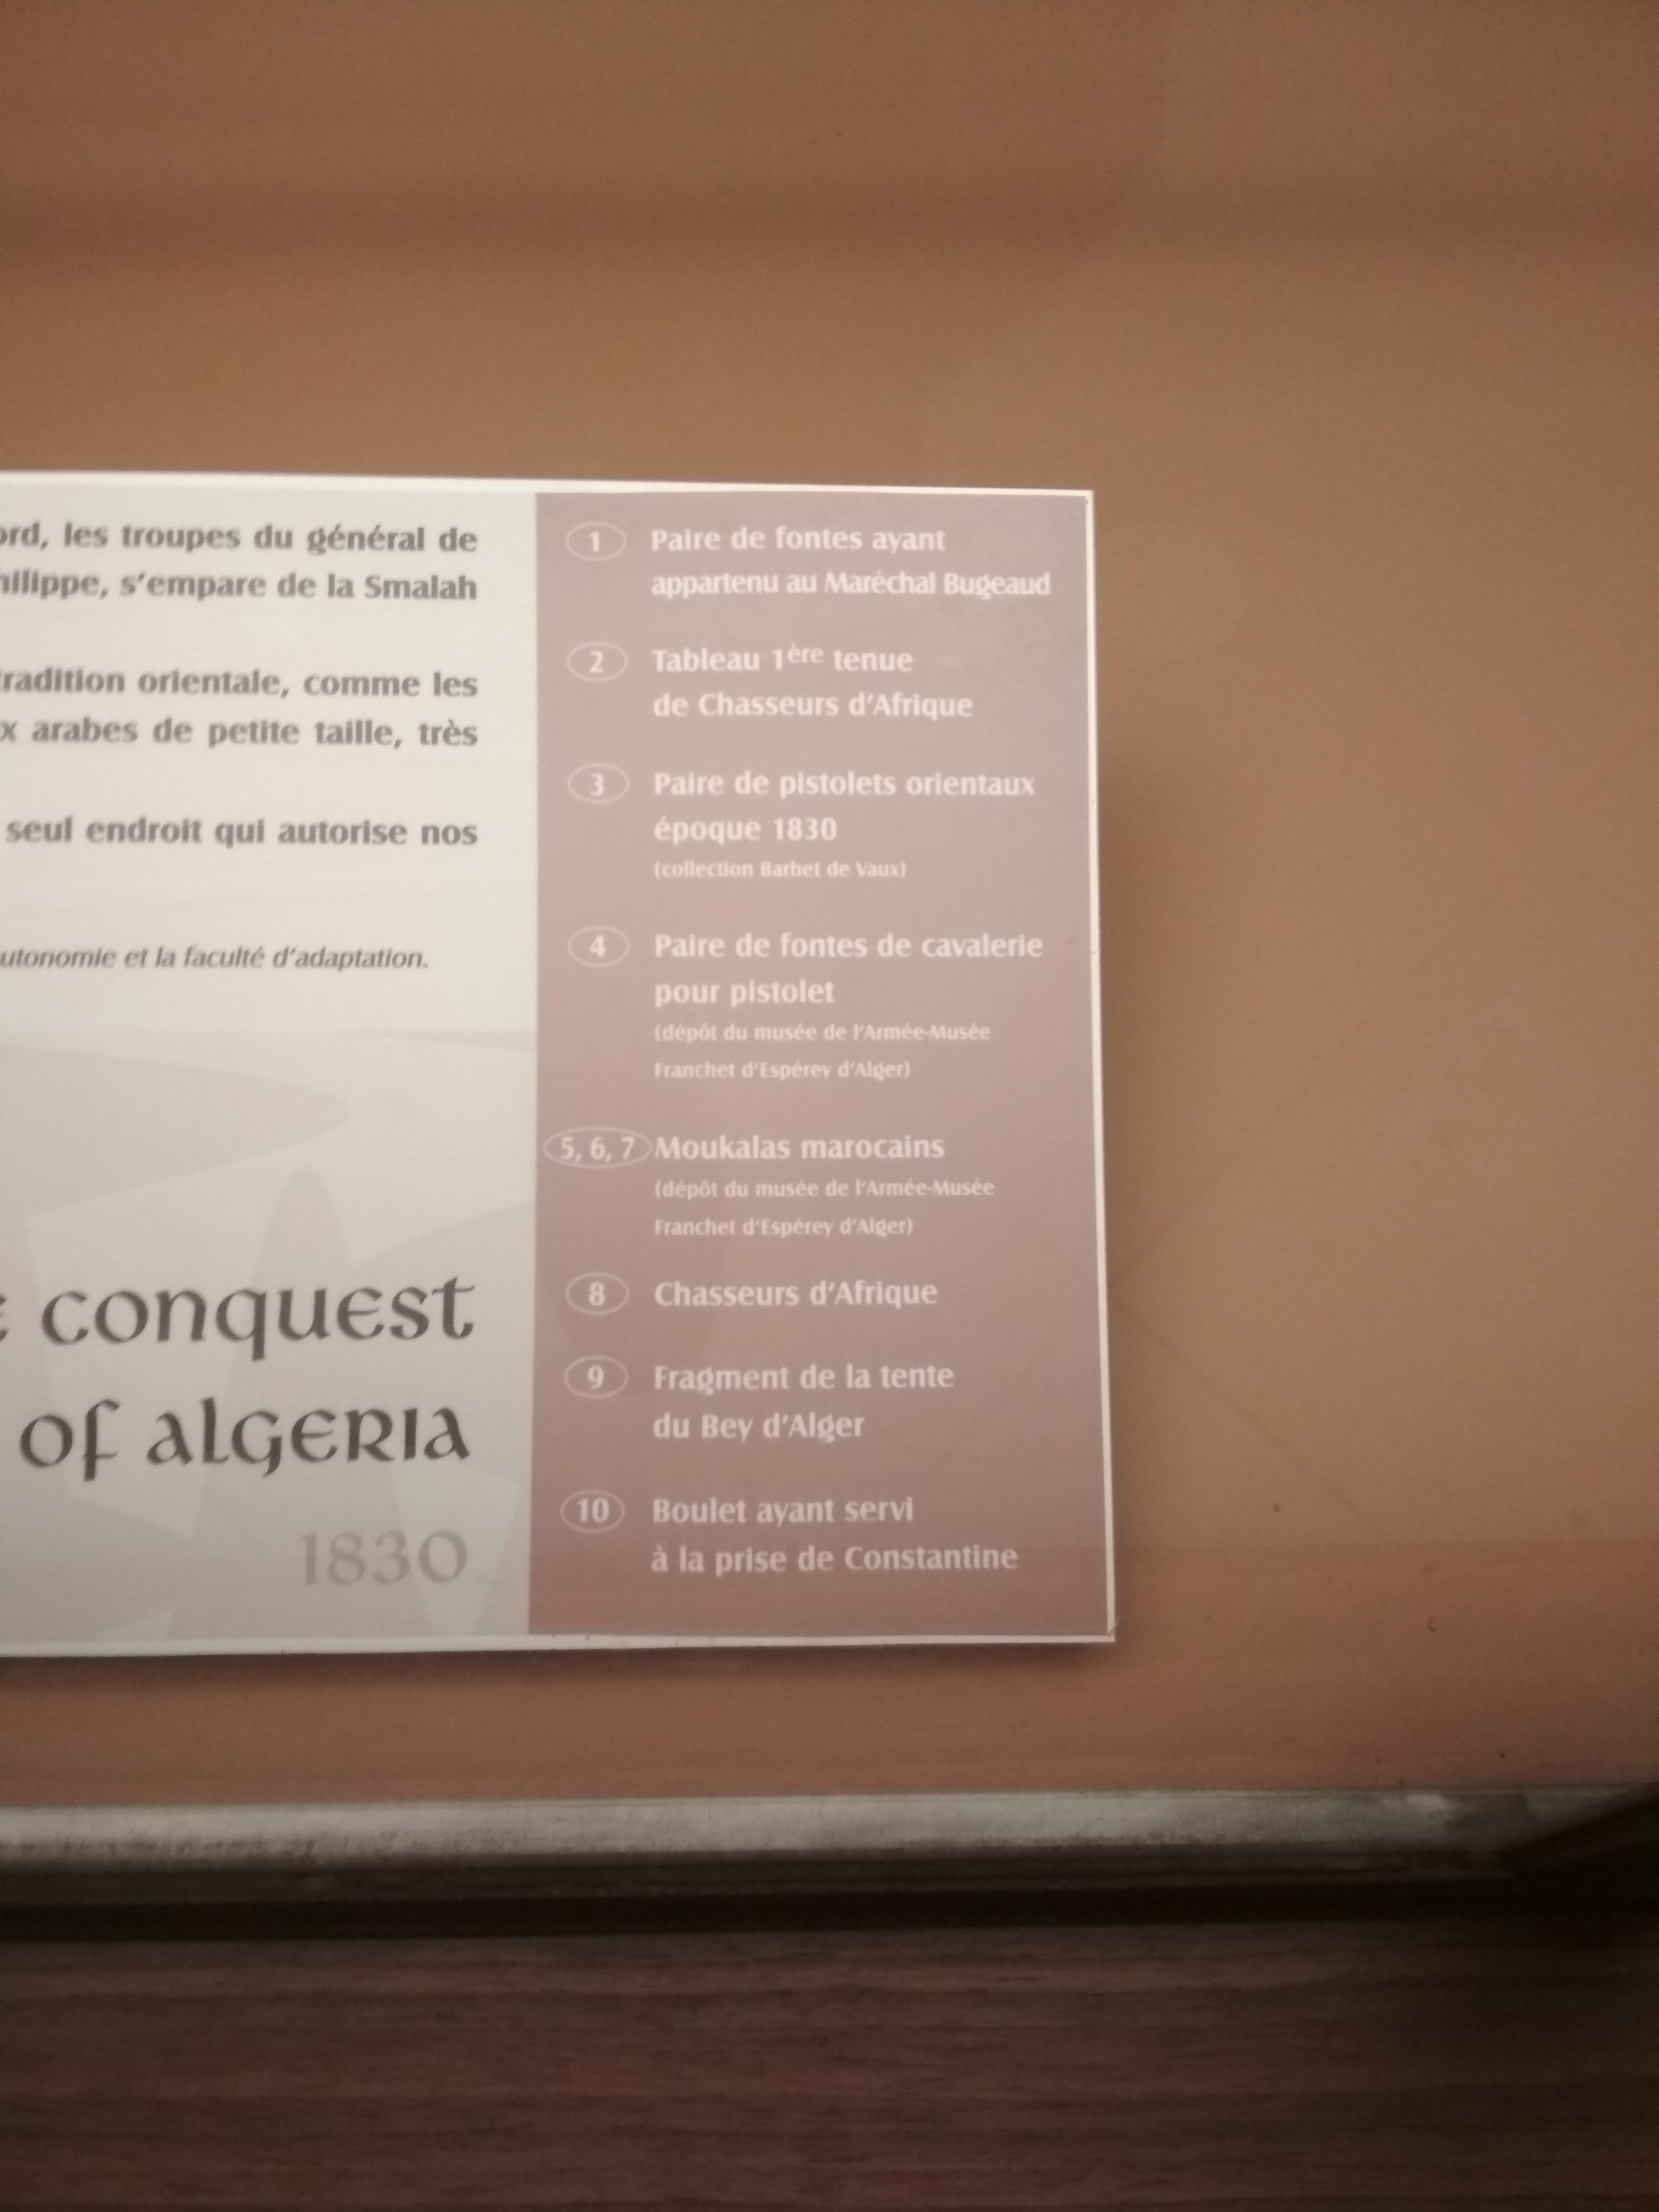 ord, les troupes du général de
hilippe, s'empare de la Smalah
tradition orientale, comme les
x arabes de petite taille, très
seul endroit qui autorise nos
utonomie et la faculté d'adaptation.
conquest
of algeria
1830
1 Paire de fontes ayant
appartenu au Maréchal Bugeaud
2 Tableau 1ère tenue
de Chasseurs d'Afrique
3 Paire de pistolets orientaux
époque 1830
(collection Barbet de Vaux)
4 Paire de fontes de cavalerie
pour pistolet
(dépôt du musée de l'Armée-Musée
Franchet d'Espérey d'Alger)
5, 6, 7 Moukalas marocains
(dépôt du musée de l'Armée-Musée
Franchet d'Espérey d'Alger)
8 Chasseurs d'Afrique
9 Fragment de la tente
du Bey d'Alger
10 Boulet ayant servi
à la prise de Constantine